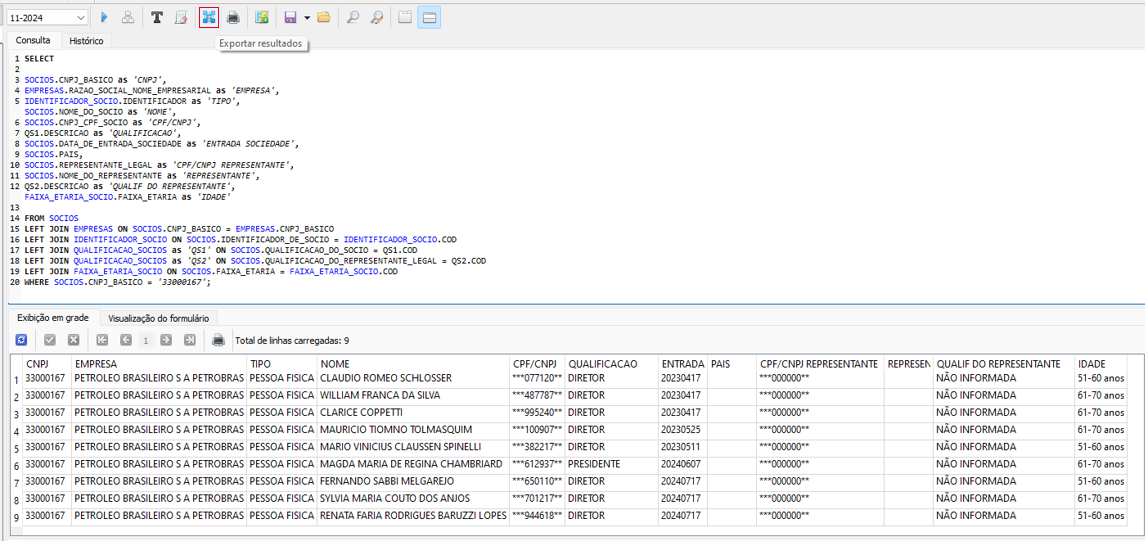 11-2024
Exportar resultados
Consulta Histórico
1 SELECT
2
3 SOCIOS.CNPJ_BASICO as 'CNPJ',
4 EMPRESAS.RAZAO_SOCIAL_NOME_EMPRESARIAL as 'EMPRESA',
5 IDENTIFICADOR_SOCIO.IDENTIFICADOR as 'TIPO',
SOCIOS.NOME_DO_SOCIO as 'NOME',
6 SOCIOS.CNPJ_CPF_SOCIO as 'CPF/CNPJ',
7 QS1.DESCRICAO as 'QUALIFICACAO',
8 SOCIOS.DATA_DE_ENTRADA_SOCIEDADE as 'ENTRADA SOCIEDADE',
9 SOCIOS.PAIS,
10 SOCIOS.REPRESENTANTE_LEGAL as 'CPF/CNPJ REPRESENTANTE',
11 SOCIOS.NOME_DO_REPRESENTANTE as 'REPRESENTANTE',
12 QS2.DESCRICAO as 'QUALIF DO REPRESENTANTE',
FAIXA_ETARIA_SOCIO.FAIXA_ETARIA as 'IDADE'
13
14 FROM SOCIOS
15 LEFT JOIN EMPRESAS ON SOCIOS.CNPJ_BASICO = EMPRESAS.CNPJ_BASICO
16 LEFT JOIN IDENTIFICADOR_SOCIO ON SOCIOS.IDENTIFICADOR_DE_SOCIO = IDENTIFICADOR_SOCIO.COD
17 LEFT JOIN QUALIFICACAO_SOCIOS as 'QS1' ON SOCIOS.QUALIFICACAO_DO_SOCIO = QS1.COD
18 LEFT JOIN QUALIFICACAO_SOCIOS as 'QS2' ON SOCIOS.QUALIFICACAO_DO_REPRESENTANTE_LEGAL = QS2.COD
19 LEFT JOIN FAIXA_ETARIA_SOCIO ON SOCIOS.FAIXA_ETARIA = FAIXA_ETARIA_SOCIO.COD
20 WHERE SOCIOS.CNPJ_BASICO = '33000167';
Exibição em grade Visualização do formulário
1 Total de linhas carregadas: 9
CNPJ EMPRESA TIPO NOME CPF/CNPJ QUALIFICACAO ENTRADA PAIS CPF/CNPJ REPRESENTANTE REPRESEN QUALIF DO REPRESENTANTE IDADE
1 33000167 PETROLEO BRASILEIRO S A PETROBRAS PESSOA FISICA CLAUDIO ROMEO SCHLOSSER ***077120** DIRETOR 20230417 ***000000** NÃO INFORMADA 51-60 anos
2 33000167 PETROLEO BRASILEIRO S A PETROBRAS PESSOA FISICA WILLIAM FRANCA DA SILVA ***487787** DIRETOR 20230417 ***000000** NÃO INFORMADA 61-70 anos
3 33000167 PETROLEO BRASILEIRO S A PETROBRAS PESSOA FISICA CLARICE COPPETTI ***995240** DIRETOR 20230417 ***000000** NÃO INFORMADA 51-60 anos
4 33000167 PETROLEO BRASILEIRO S A PETROBRAS PESSOA FISICA MAURICIO TIOMNO TOLMASQUIM ***100907** DIRETOR 20230525 ***000000** NÃO INFORMADA 61-70 anos
5 33000167 PETROLEO BRASILEIRO S A PETROBRAS PESSOA FISICA MARIO VINICIUS CLAUSSEN SPINELLI ***382217** DIRETOR 20230511 ***000000** NÃO INFORMADA 51-60 anos
6 33000167 PETROLEO BRASILEIRO S A PETROBRAS PESSOA FISICA MAGDA MARIA DE REGINA CHAMBRIARD ***612937** PRESIDENTE 20240607 ***000000** NÃO INFORMADA 61-70 anos
7 33000167 PETROLEO BRASILEIRO S A PETROBRAS PESSOA FISICA FERNANDO SABBI MELGAREJO ***650110** DIRETOR 20240717 ***000000** NÃO INFORMADA 51-60 anos
8 33000167 PETROLEO BRASILEIRO S A PETROBRAS PESSOA FISICA SYLVIA MARIA COUTO DOS ANJOS ***701217** DIRETOR 20240717 ***000000** NÃO INFORMADA 61-70 anos
9 33000167 PETROLEO BRASILEIRO S A PETROBRAS PESSOA FISICA RENATA FARIA RODRIGUES BARUZZI LOPES ***944618** DIRETOR 20240717 ***000000** NÃO INFORMADA 51-60 anos